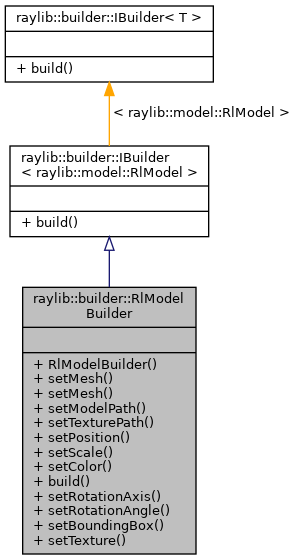 raylib::builder::IBuilder< T >
+ build()
< raylib::model::RlModel >
raylib::builder::IBuilder
< raylib::model::RlModel >
+ build()
raylib::builder::RlModel
Builder
+ RlModelBuilder()
+ setMesh()
+ setMesh()
+ setModelPath()
+ setTexturePath()
+ setPosition()
+ setScale()
+ setColor()
+ build()
+ setRotationAxis()
+ setRotationAngle()
+ setBoundingBox()
+ setTexture()